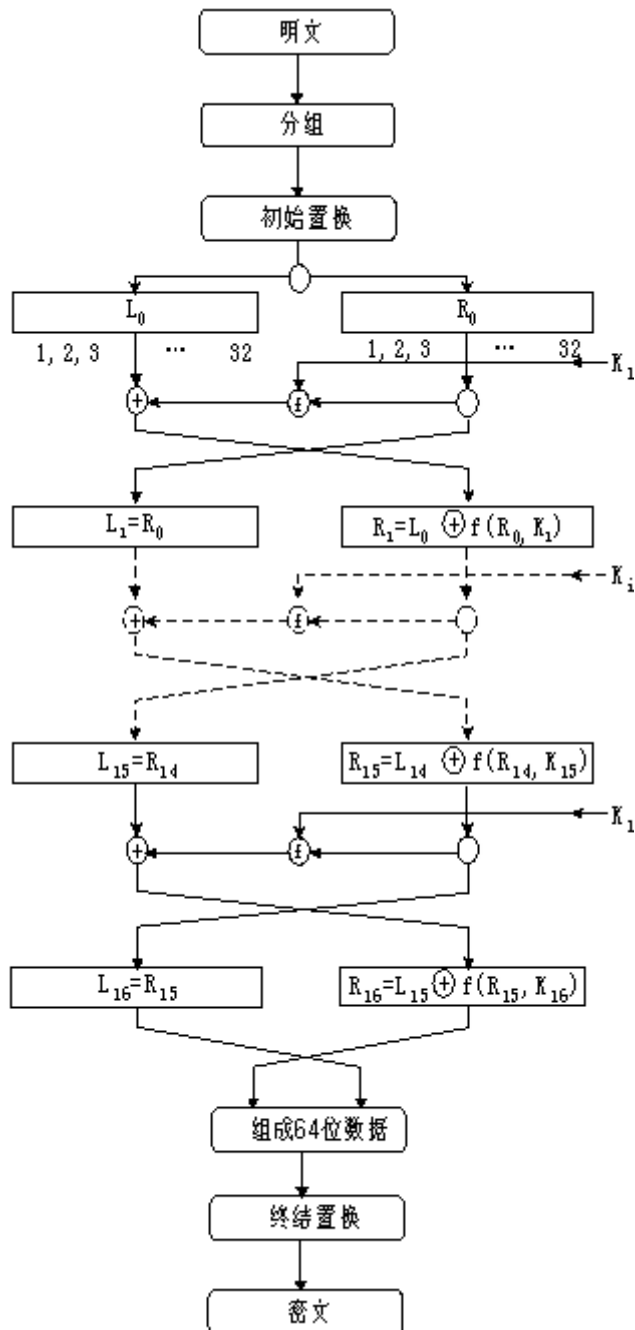 明文
分组
初始置换
L₀ R₀
1, 2, 3 … 32 1, 2, 3 … 32
K₁
+ f
L₁=R₀ R₁=L₀ ⊕ f(R₀, K₁)
Kᵢ
+ f
L₁₅=R₁₄ R₁₅=L₁₄ ⊕ f(R₁₄, K₁₅)
K₁
+ f
L₁₆=R₁₅ R₁₆=L₁₅ ⊕ f(R₁₅, K₁₆)
组成64位数据
终结置换
密文